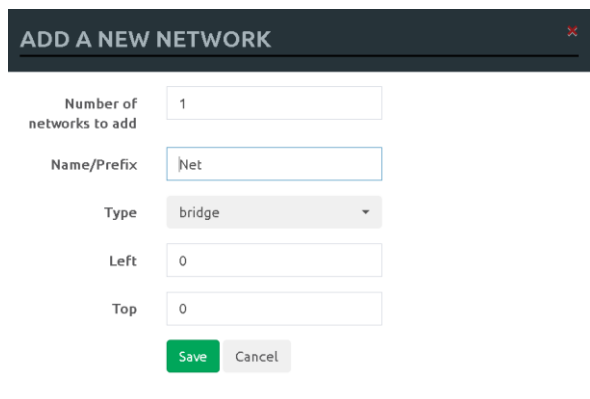 ADD A NEW NETWORK
Number of
networks to add
1
Name/Prefix
Net
Type
bridge
Left
0
Top
0
Save
Cancel